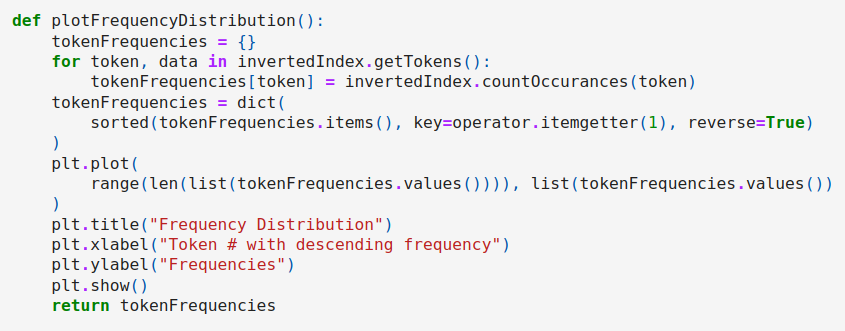 def plotFrequencyDistribution():
    tokenFrequencies = {}
    for token, data in invertedIndex.getTokens():
        tokenFrequencies[token] = invertedIndex.countOccurances(token)
    tokenFrequencies = dict(
        sorted(tokenFrequencies.items(), key=operator.itemgetter(1), reverse=True)
    )
    plt.plot(
        range(len(list(tokenFrequencies.values()))), list(tokenFrequencies.values())
    )
    plt.title("Frequency Distribution")
    plt.xlabel("Token # with descending frequency")
    plt.ylabel("Frequencies")
    plt.show()
    return tokenFrequencies